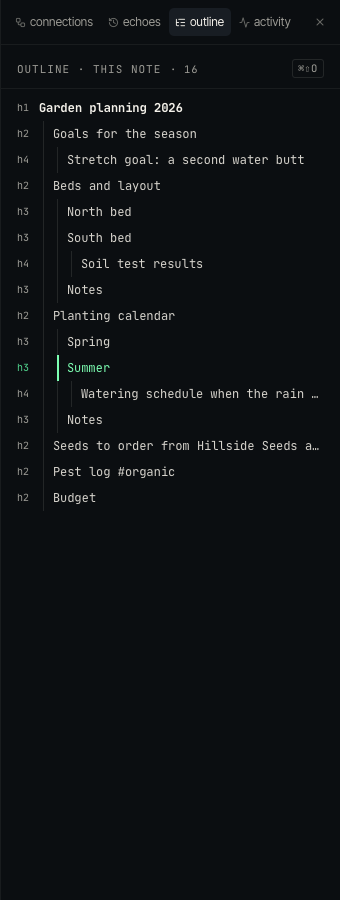 connections echoes outline activity ×
OUTLINE · THIS NOTE · 16 ⌘⇧O
h1 Garden planning 2026
h2 Goals for the season
h4 Stretch goal: a second water butt
h2 Beds and layout
h3 North bed
h3 South bed
h4 Soil test results
h3 Notes
h2 Planting calendar
h3 Spring
h3 Summer
h4 Watering schedule when the rain …
h3 Notes
h2 Seeds to order from Hillside Seeds a…
h2 Pest log #organic
h2 Budget